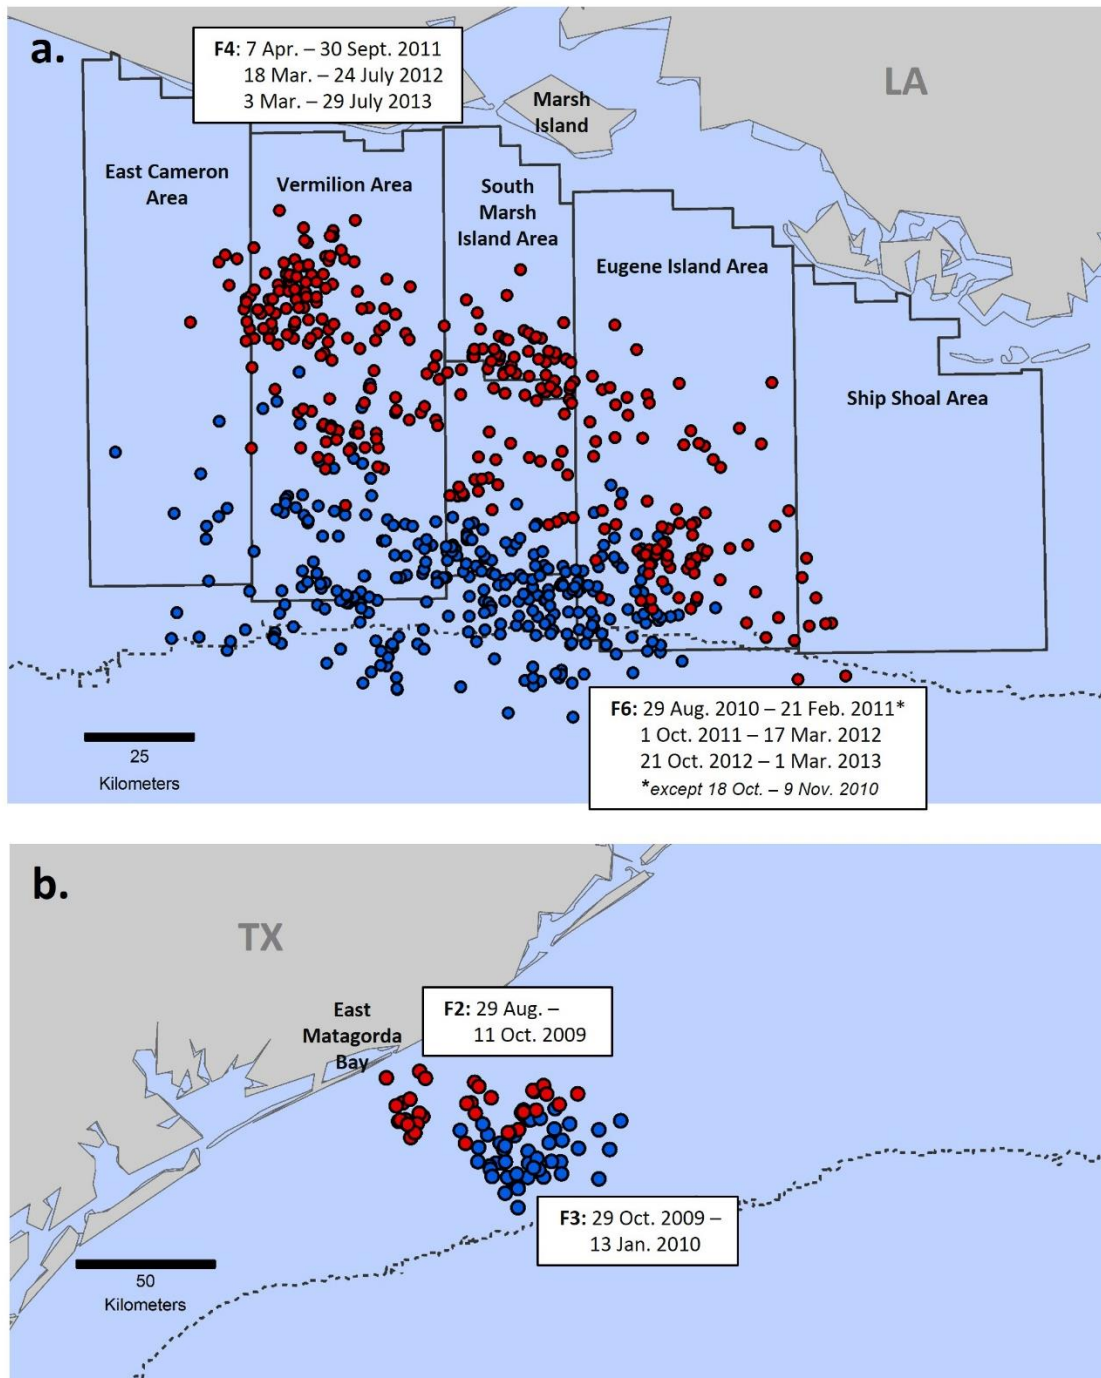 a.
F4: 7 Apr. – 30 Sept. 2011
18 Mar. – 24 July 2012
3 Mar. – 29 July 2013
LA
Marsh
Island
East Cameron
Area
Vermilion Area
South
Marsh
Island Area
Eugene Island Area
Ship Shoal Area
25
Kilometers
F6: 29 Aug. 2010 – 21 Feb. 2011*
1 Oct. 2011 – 17 Mar. 2012
21 Oct. 2012 – 1 Mar. 2013
*except 18 Oct. – 9 Nov. 2010
b.
TX
East
Matagorda
Bay
F2: 29 Aug. –
11 Oct. 2009
F3: 29 Oct. 2009 –
13 Jan. 2010
50
Kilometers